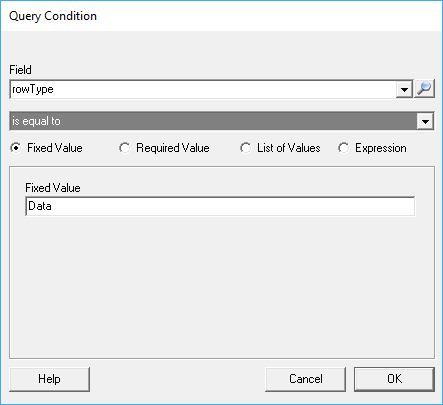 Query Condition
Field
rowType
is equal to
Fixed Value Required Value List of Values Expression
Fixed Value
Data
Help Cancel OK